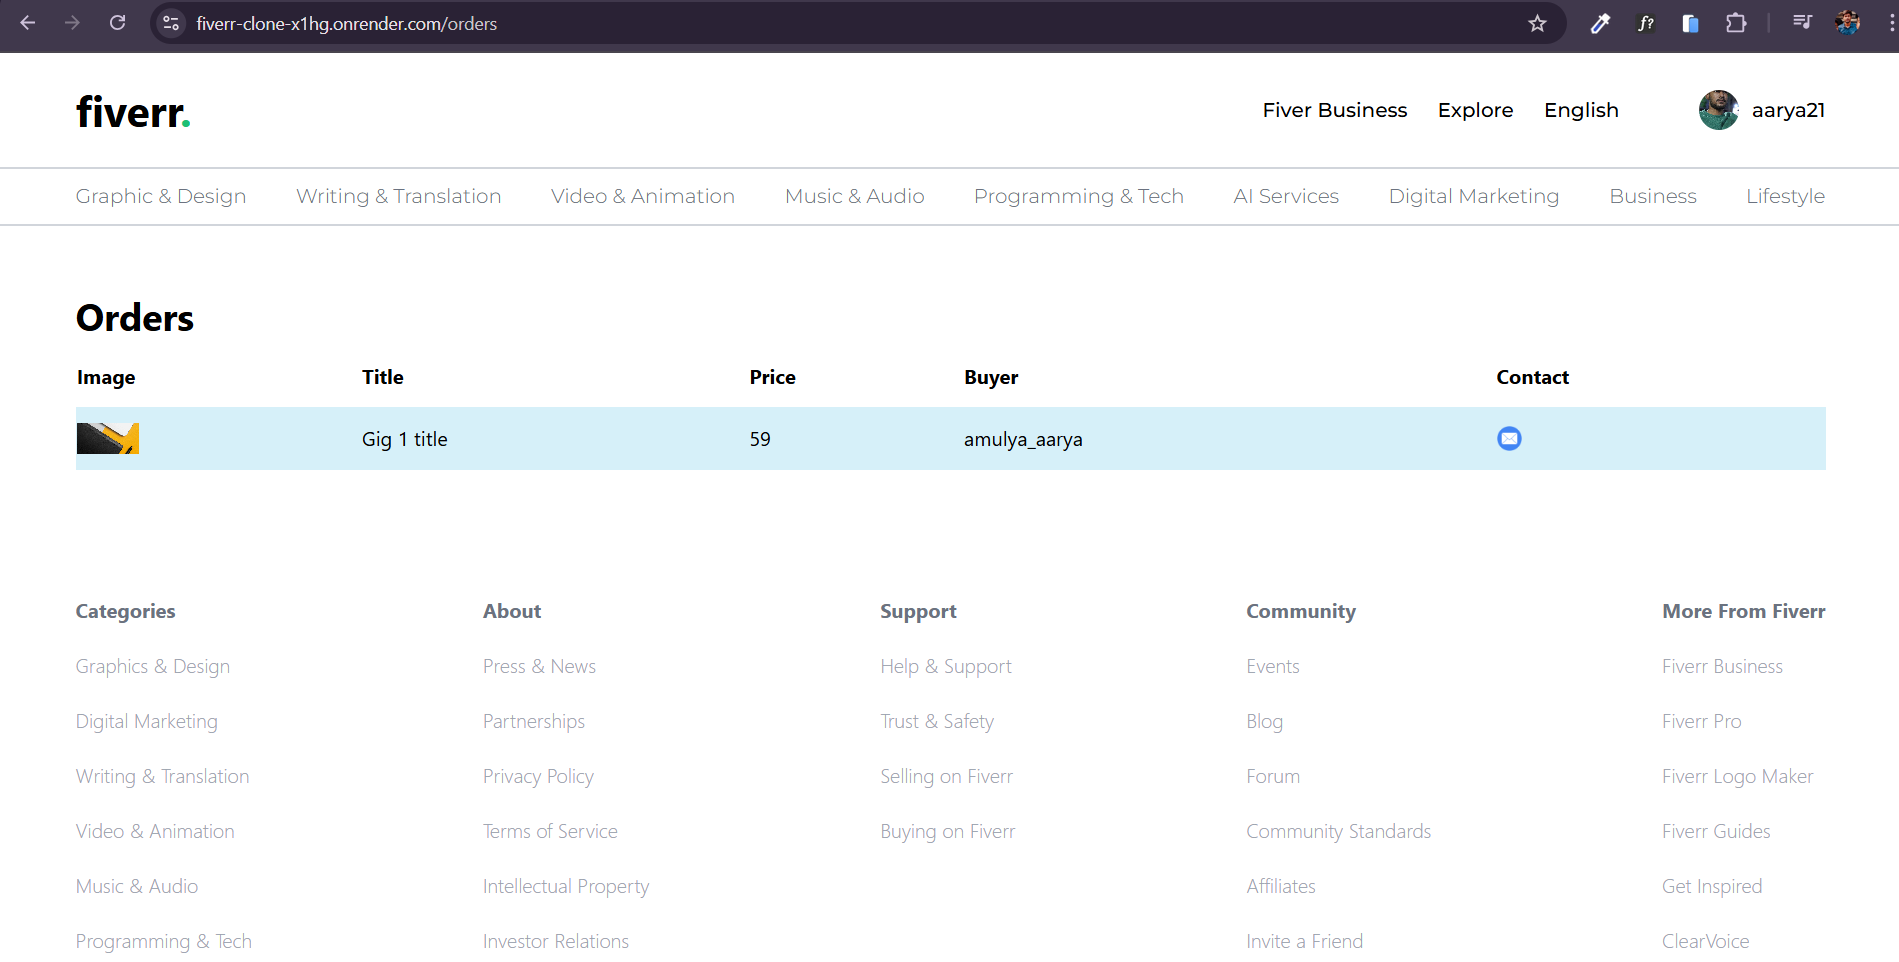 fiverr-clone-x1hg.onrender.com/orders
f?
fiverr.
Fiver Business Explore English aarya21
Graphic & Design Writing & Translation Video & Animation Music & Audio Programming & Tech AI Services Digital Marketing Business Lifestyle
Orders
Image Title Price Buyer Contact
Gig 1 title 59 amulya_aarya
Categories About Support Community More From Fiverr
Graphics & Design Press & News Help & Support Events Fiverr Business
Digital Marketing Partnerships Trust & Safety Blog Fiverr Pro
Writing & Translation Privacy Policy Selling on Fiverr Forum Fiverr Logo Maker
Video & Animation Terms of Service Buying on Fiverr Community Standards Fiverr Guides
Music & Audio Intellectual Property Affiliates Get Inspired
Programming & Tech Investor Relations Invite a Friend ClearVoice